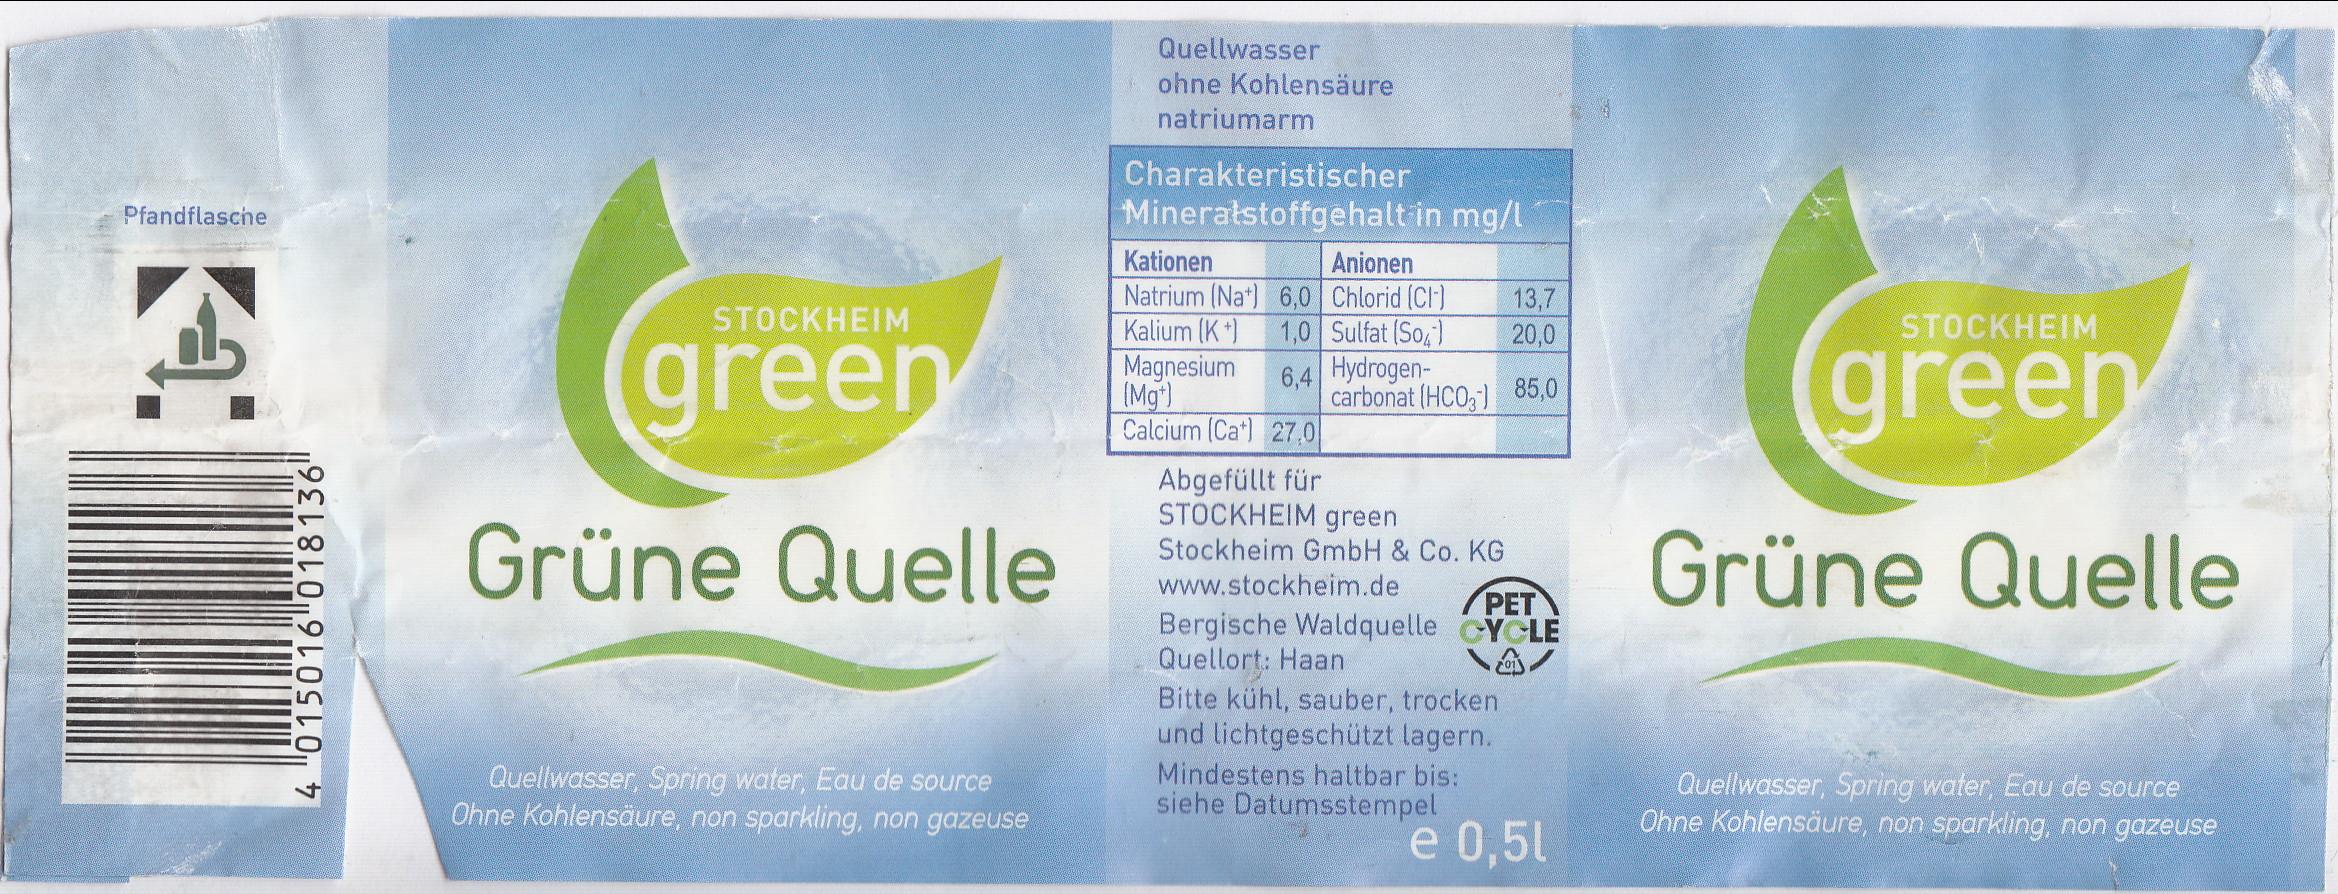 Pfandflasche
4 015016 018136
STOCKHEIM
green
Grüne Quelle
Quellwasser, Spring water, Eau de source
Ohne Kohlensäure, non sparkling, non gazeuse
Quellwasser
ohne Kohlensäure
natriumarm
Charakteristischer
Mineralstoffgehalt in mg/l
Kationen Anionen
Natrium (Na⁺) 6,0 Chlorid (Cl⁻) 13,7
Kalium (K⁺) 1,0 Sulfat (So₄⁻) 20,0
Magnesium
(Mg⁺) 6,4 Hydrogen-
carbonat (HCO₃⁻) 85,0
Calcium (Ca⁺) 27,0
Abgefüllt für
STOCKHEIM green
Stockheim GmbH & Co. KG
www.stockheim.de
Bergische Waldquelle
Quellort: Haan
PET
CYCLE
01
Bitte kühl, sauber, trocken
und lichtgeschützt lagern.
Mindestens haltbar bis:
siehe Datumsstempel
e 0,5l
STOCKHEIM
green
Grüne Quelle
Quellwasser, Spring water, Eau de source
Ohne Kohlensäure, non sparkling, non gazeuse